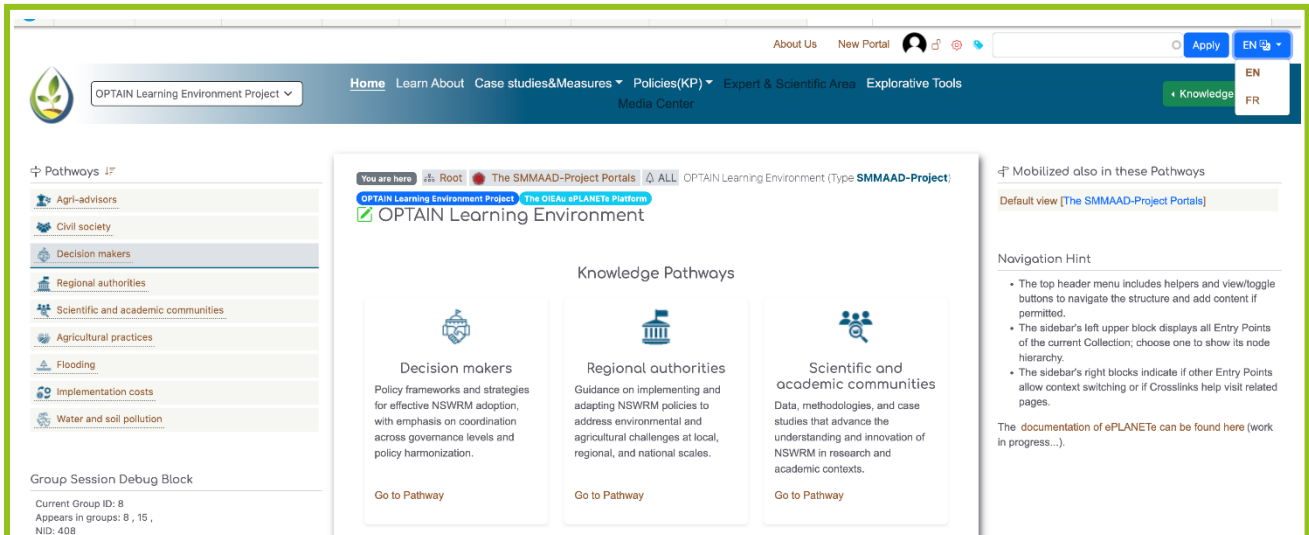 About Us New Portal Apply EN
EN
FR
OPTAIN Learning Environment Project
Home Learn About Case studies&Measures Policies(KP) Expert & Scientific Area Explorative Tools
Media Center
Knowledge
Pathways
Agri-advisors
Civil society
Decision makers
Regional authorities
Scientific and academic communities
Agricultural practices
Flooding
Implementation costs
Water and soil pollution
Group Session Debug Block
Current Group ID: 8
Appears in groups: 8 , 15 ,
NID: 408
You are here Root The SMMAAD-Project Portals ALL OPTAIN Learning Environment (Type SMMAAD-Project)
OPTAIN Learning Environment Project The OIEAu ePLANETe Platform
OPTAIN Learning Environment
Knowledge Pathways
Decision makers
Policy frameworks and strategies
for effective NSWRM adoption,
with emphasis on coordination
across governance levels and
policy harmonization.
Go to Pathway
Regional authorities
Guidance on implementing and
adapting NSWRM policies to
address environmental and
agricultural challenges at local,
regional, and national scales.
Go to Pathway
Scientific and
academic communities
Data, methodologies, and case
studies that advance the
understanding and innovation of
NSWRM in research and
academic contexts.
Go to Pathway
Mobilized also in these Pathways
Default view [The SMMAAD-Project Portals]
Navigation Hint
• The top header menu includes helpers and view/toggle
buttons to navigate the structure and add content if
permitted.
• The sidebar's left upper block displays all Entry Points
of the current Collection; choose one to show its node
hierarchy.
• The sidebar's right blocks indicate if other Entry Points
allow context switching or if Crosslinks help visit related
pages.
The documentation of ePLANETe can be found here (work
in progress...).